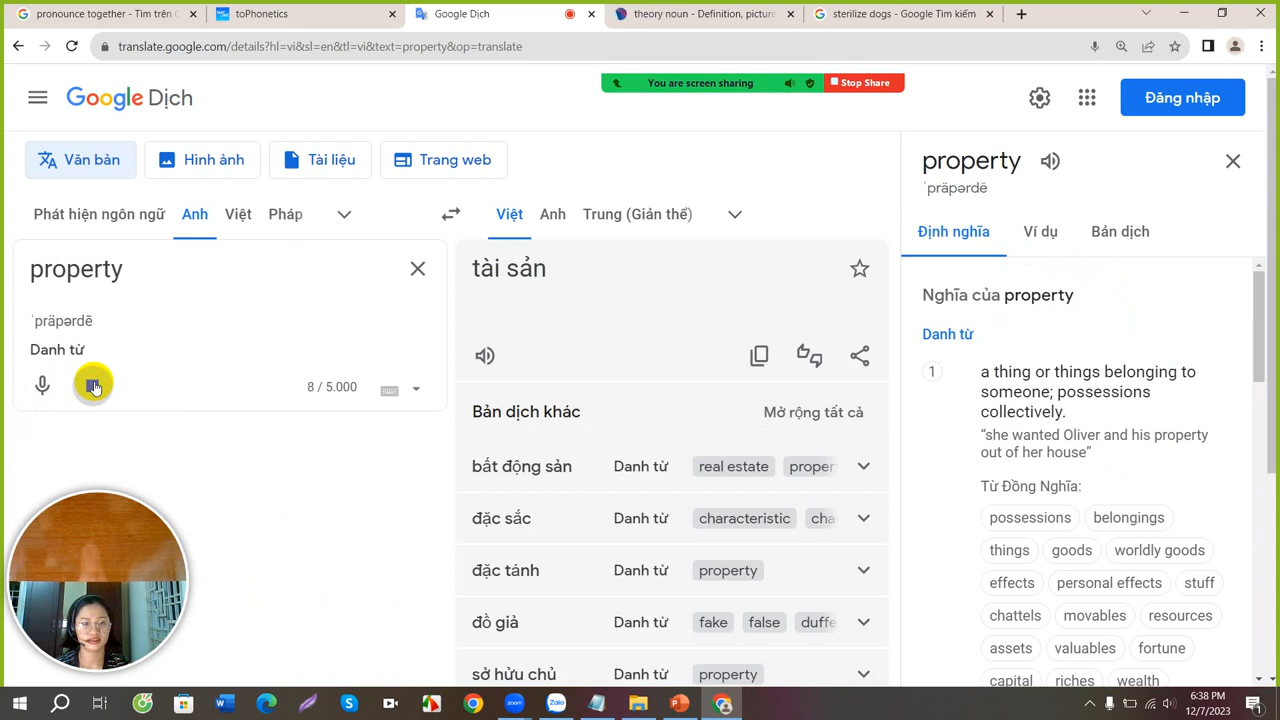 pronounce together - Tìm trên G
toPhonetics
Google Dịch
theory noun - Definition, picture
sterilize dogs - Google Tìm kiếm
translate.google.com/details?hl=vi&sl=en&tl=vi&text=property&op=translate
You are screen sharing
Stop Share
Google Dịch
Đăng nhập
Văn bản
Hình ảnh
Tài liệu
Trang web
Phát hiện ngôn ngữ
Anh
Việt
Pháp
Việt
Anh
Trung (Giản thể)
property
ˈpräpərdē
Danh từ
8 / 5.000
tài sản
Bản dịch khác
Mở rộng tất cả
bất động sản Danh từ real estate proper
đặc sắc Danh từ characteristic cha
đặc tánh Danh từ property
đồ giả Danh từ fake false duffe
sở hửu chủ Danh từ property
property
ˈpräpərdē
Định nghĩa
Ví dụ
Bản dịch
Nghĩa của property
Danh từ
1
a thing or things belonging to
someone; possessions
collectively.
“she wanted Oliver and his property
out of her house”
Từ Đồng Nghĩa:
possessions belongings
things goods worldly goods
effects personal effects stuff
chattels movables resources
assets valuables fortune
capital riches wealth
6:38 PM
12/7/2023